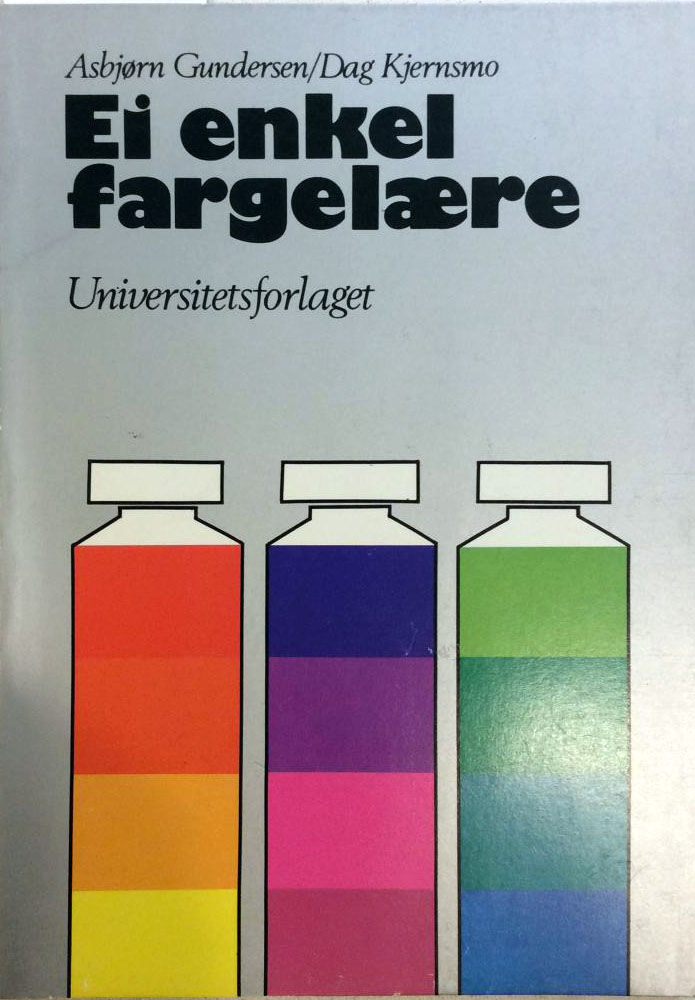 Asbjørn Gundersen/Dag Kjernsmo
Ei enkel
fargelære
Universitetsforlaget